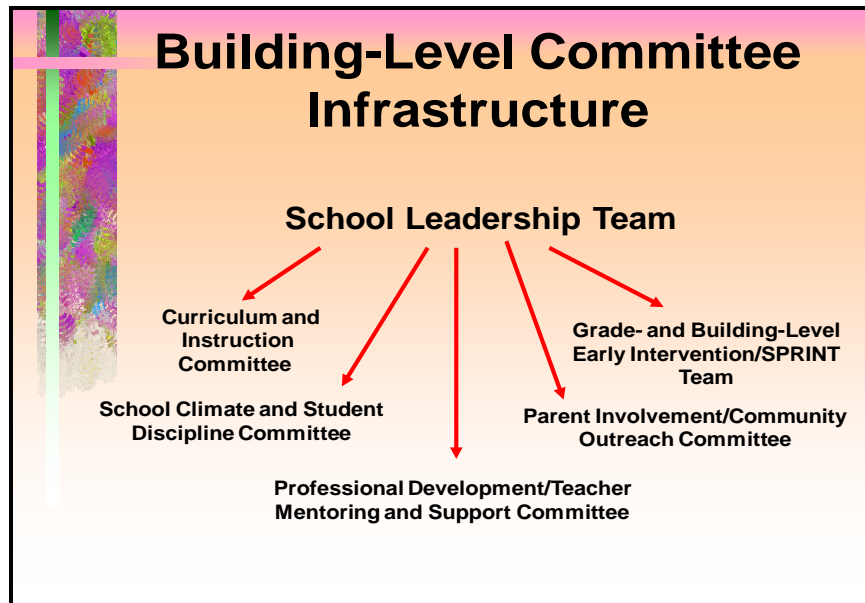 Building-Level Committee
Infrastructure
School Leadership Team
Curriculum and
Instruction
Committee
Grade- and Building-Level
Early Intervention/SPRINT
Team
School Climate and Student
Discipline Committee
Parent Involvement/Community
Outreach Committee
Professional Development/Teacher
Mentoring and Support Committee